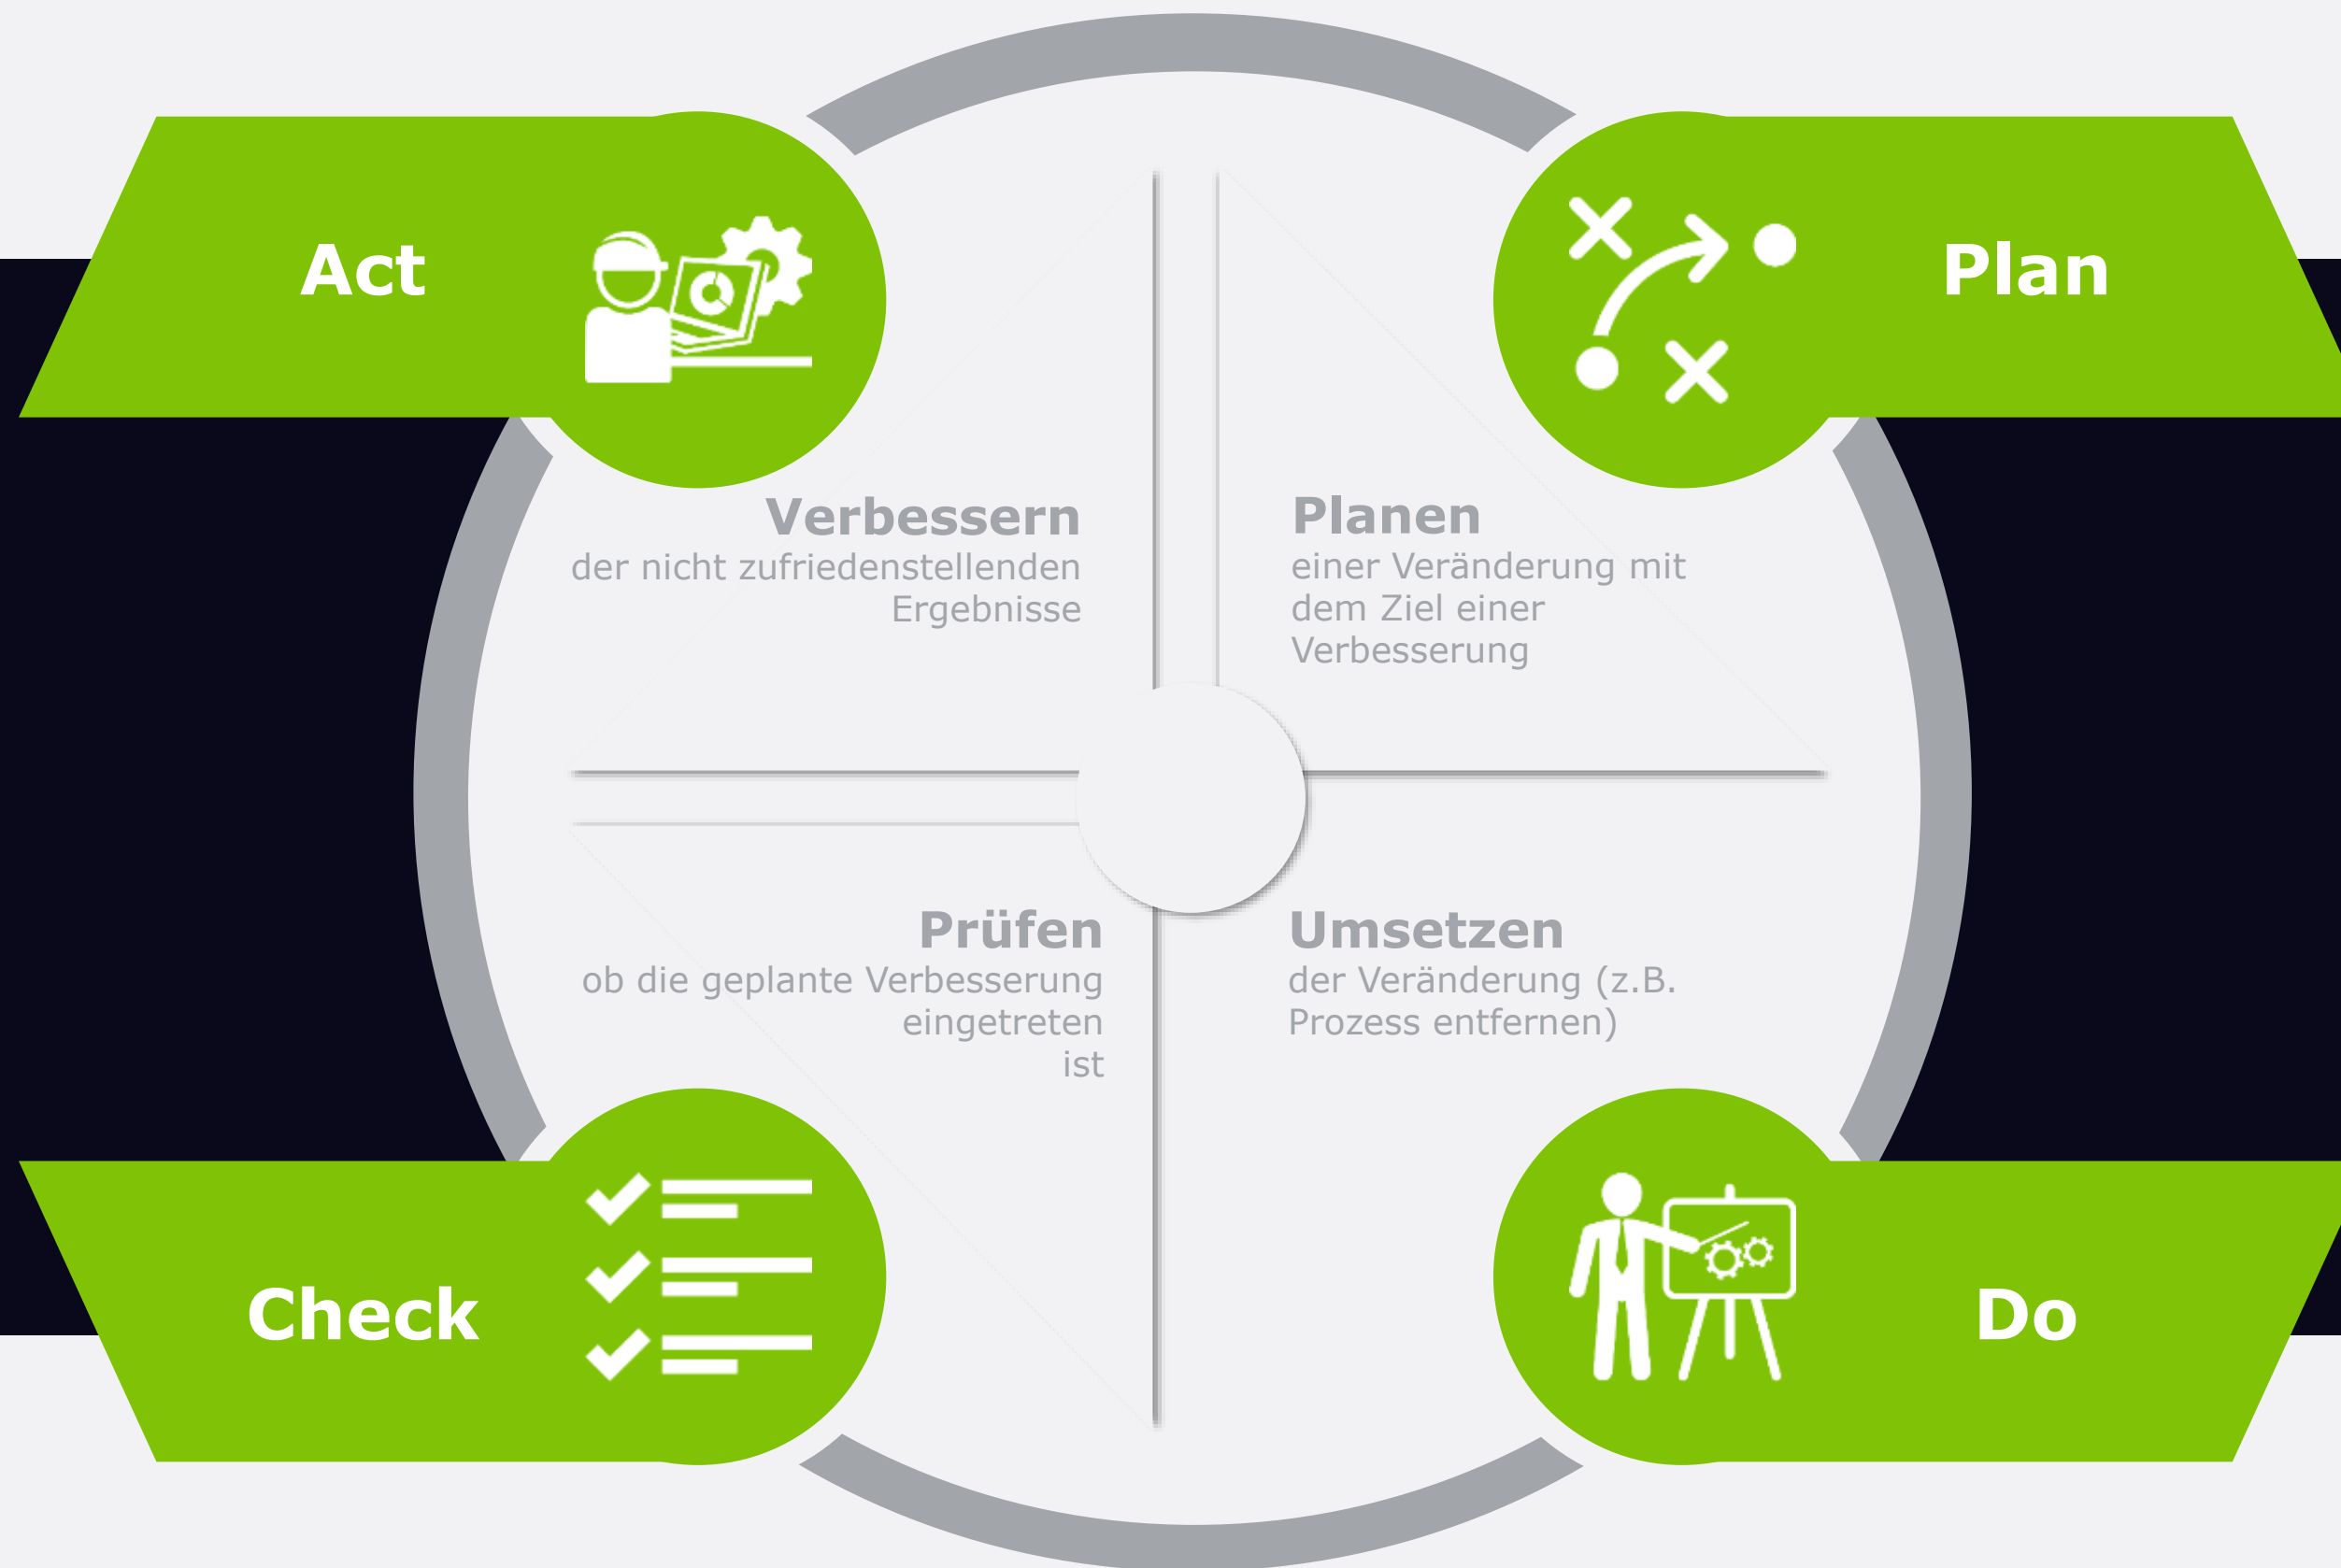 Act
Plan
Verbessern
der nicht zufriedenstellenden
Ergebnisse
Planen
einer Veränderung mit
dem Ziel einer
Verbesserung
Prüfen
ob die geplante Verbesserung
eingetreten
ist
Umsetzen
der Veränderung (z.B.
Prozess entfernen)
Check
Do